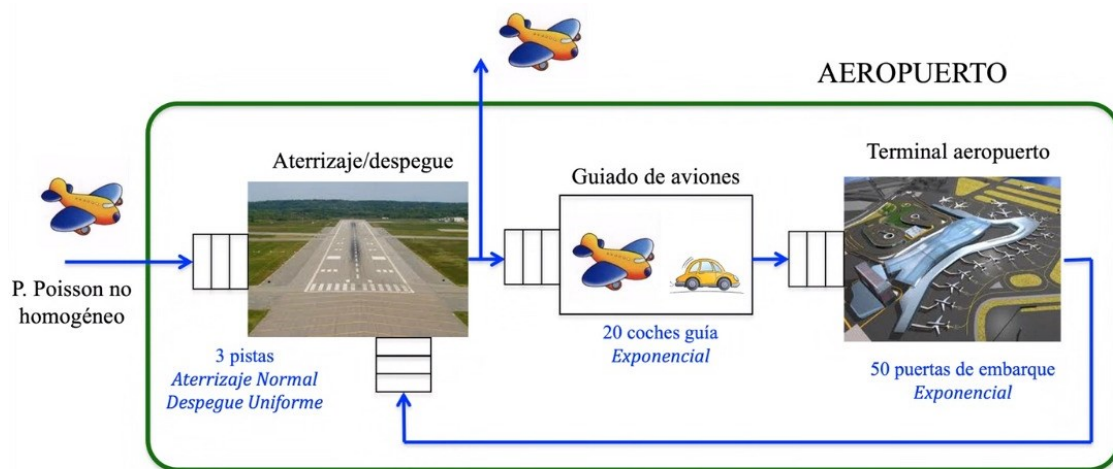 AEROPUERTO
Aterrizaje/despegue
Guiado de aviones
Terminal aeropuerto
P. Poisson no
homogéneo
3 pistas
Aterrizaje Normal
Despegue Uniforme
20 coches guía
Exponencial
50 puertas de embarque
Exponencial